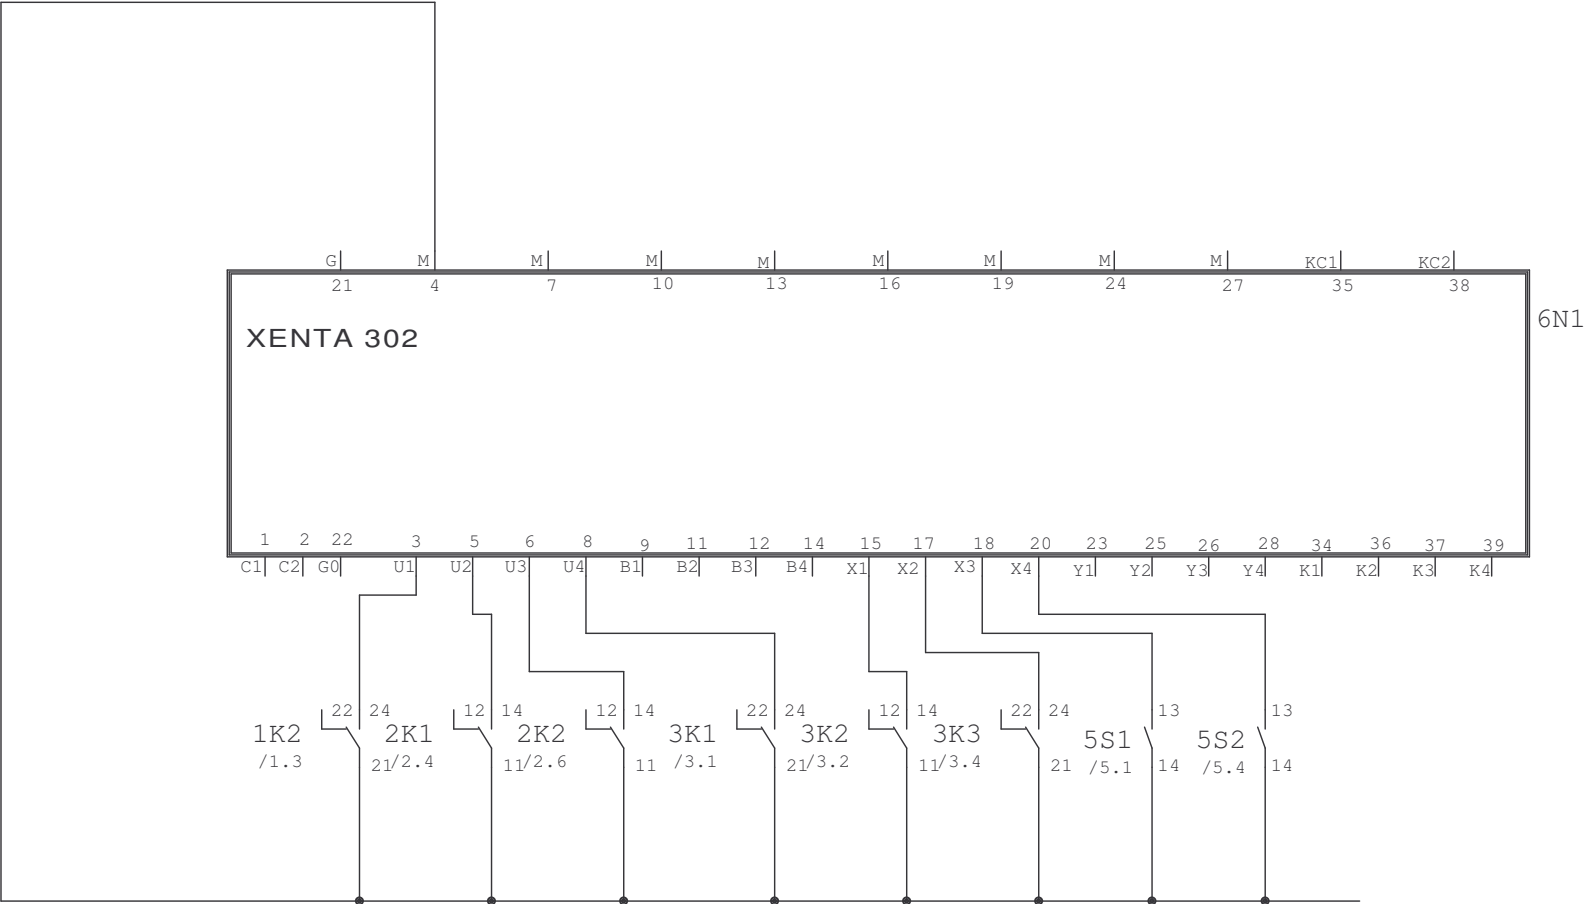 G M M M M M M M M KC1 KC2
21 4 7 10 13 16 19 24 27 35 38
6N1
XENTA 302
1 2 22 3 5 6 8 9 11 12 14 15 17 18 20 23 25 26 28 34 36 37 39
C1 C2 G0 U1 U2 U3 U4 B1 B2 B3 B4 X1 X2 X3 X4 Y1 Y2 Y3 Y4 K1 K2 K3 K4
22 24 12 14 12 14 22 24 12 14 22 24 13 13
1K2 2K1 2K2 3K1 3K2 3K3 5S1 5S2
/1.3 21 /2.4 11 /2.6 11 /3.1 21 /3.2 11 /3.4 21 /5.1 14 /5.4 14